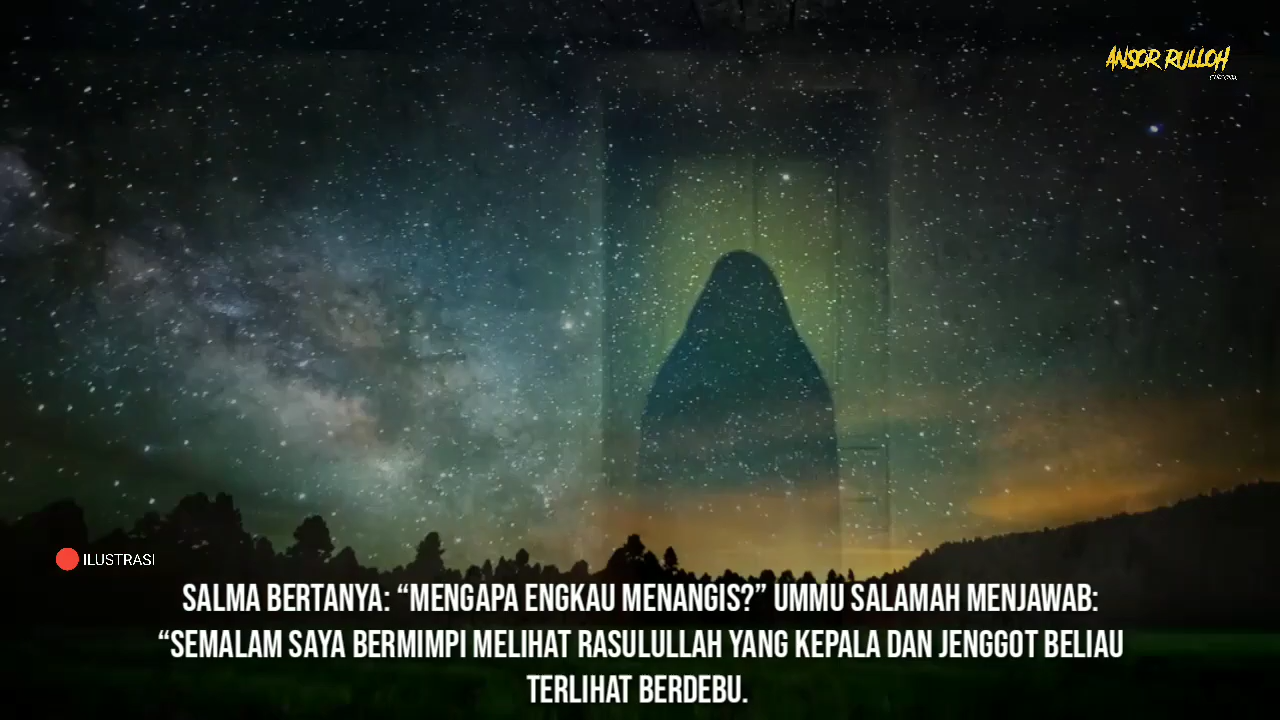 ANSOR RULLOH
ILUSTRASI
SALMA BERTANYA: “MENGAPA ENGKAU MENANGIS?” UMMU SALAMAH MENJAWAB:
“SEMALAM SAYA BERMIMPI MELIHAT RASULULLAH YANG KEPALA DAN JENGGOT BELIAU
TERLIHAT BERDEBU.